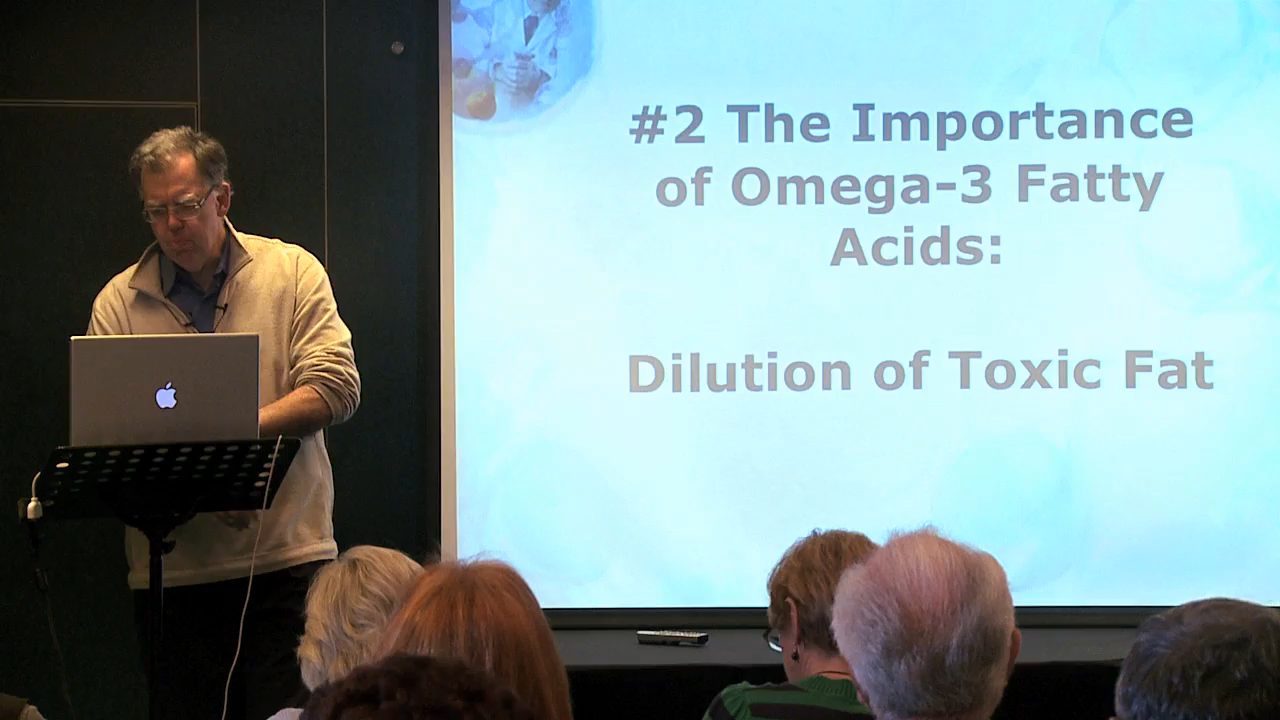 #2 The Importance
of Omega-3 Fatty
Acids:
Dilution of Toxic Fat